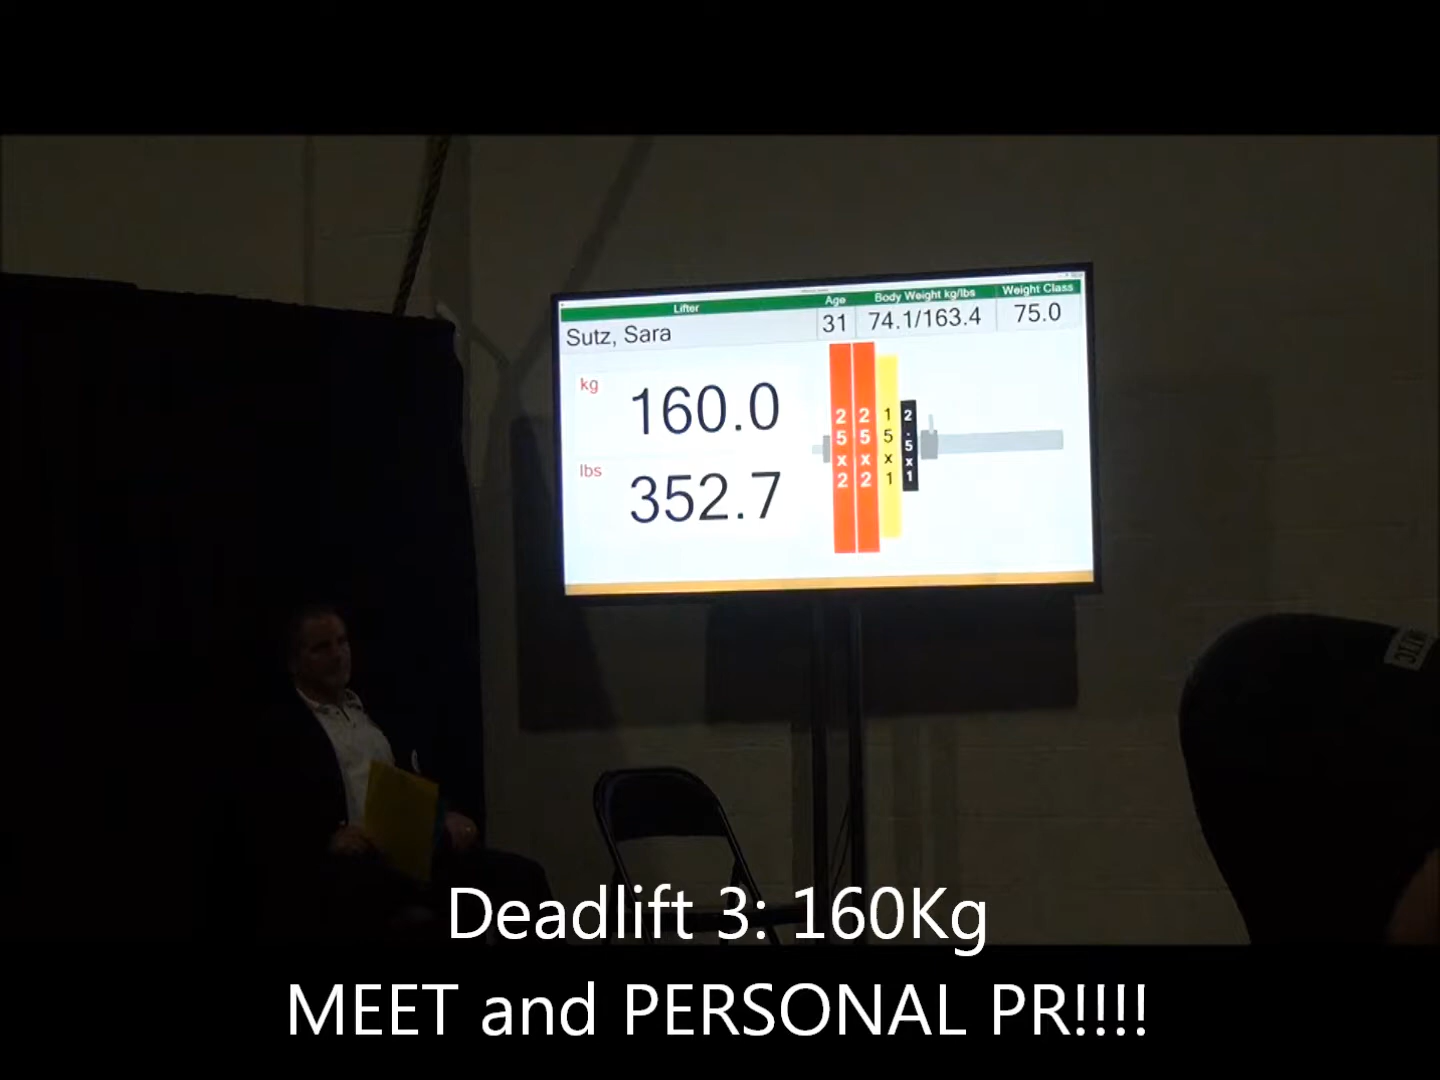 Lifter Age Body Weight kg/lbs Weight Class
Sutz, Sara 31 74.1/163.4 75.0
kg 160.0
lbs 352.7
25x2
25x2
15x1
2.5x1
Deadlift 3: 160Kg
MEET and PERSONAL PR!!!!